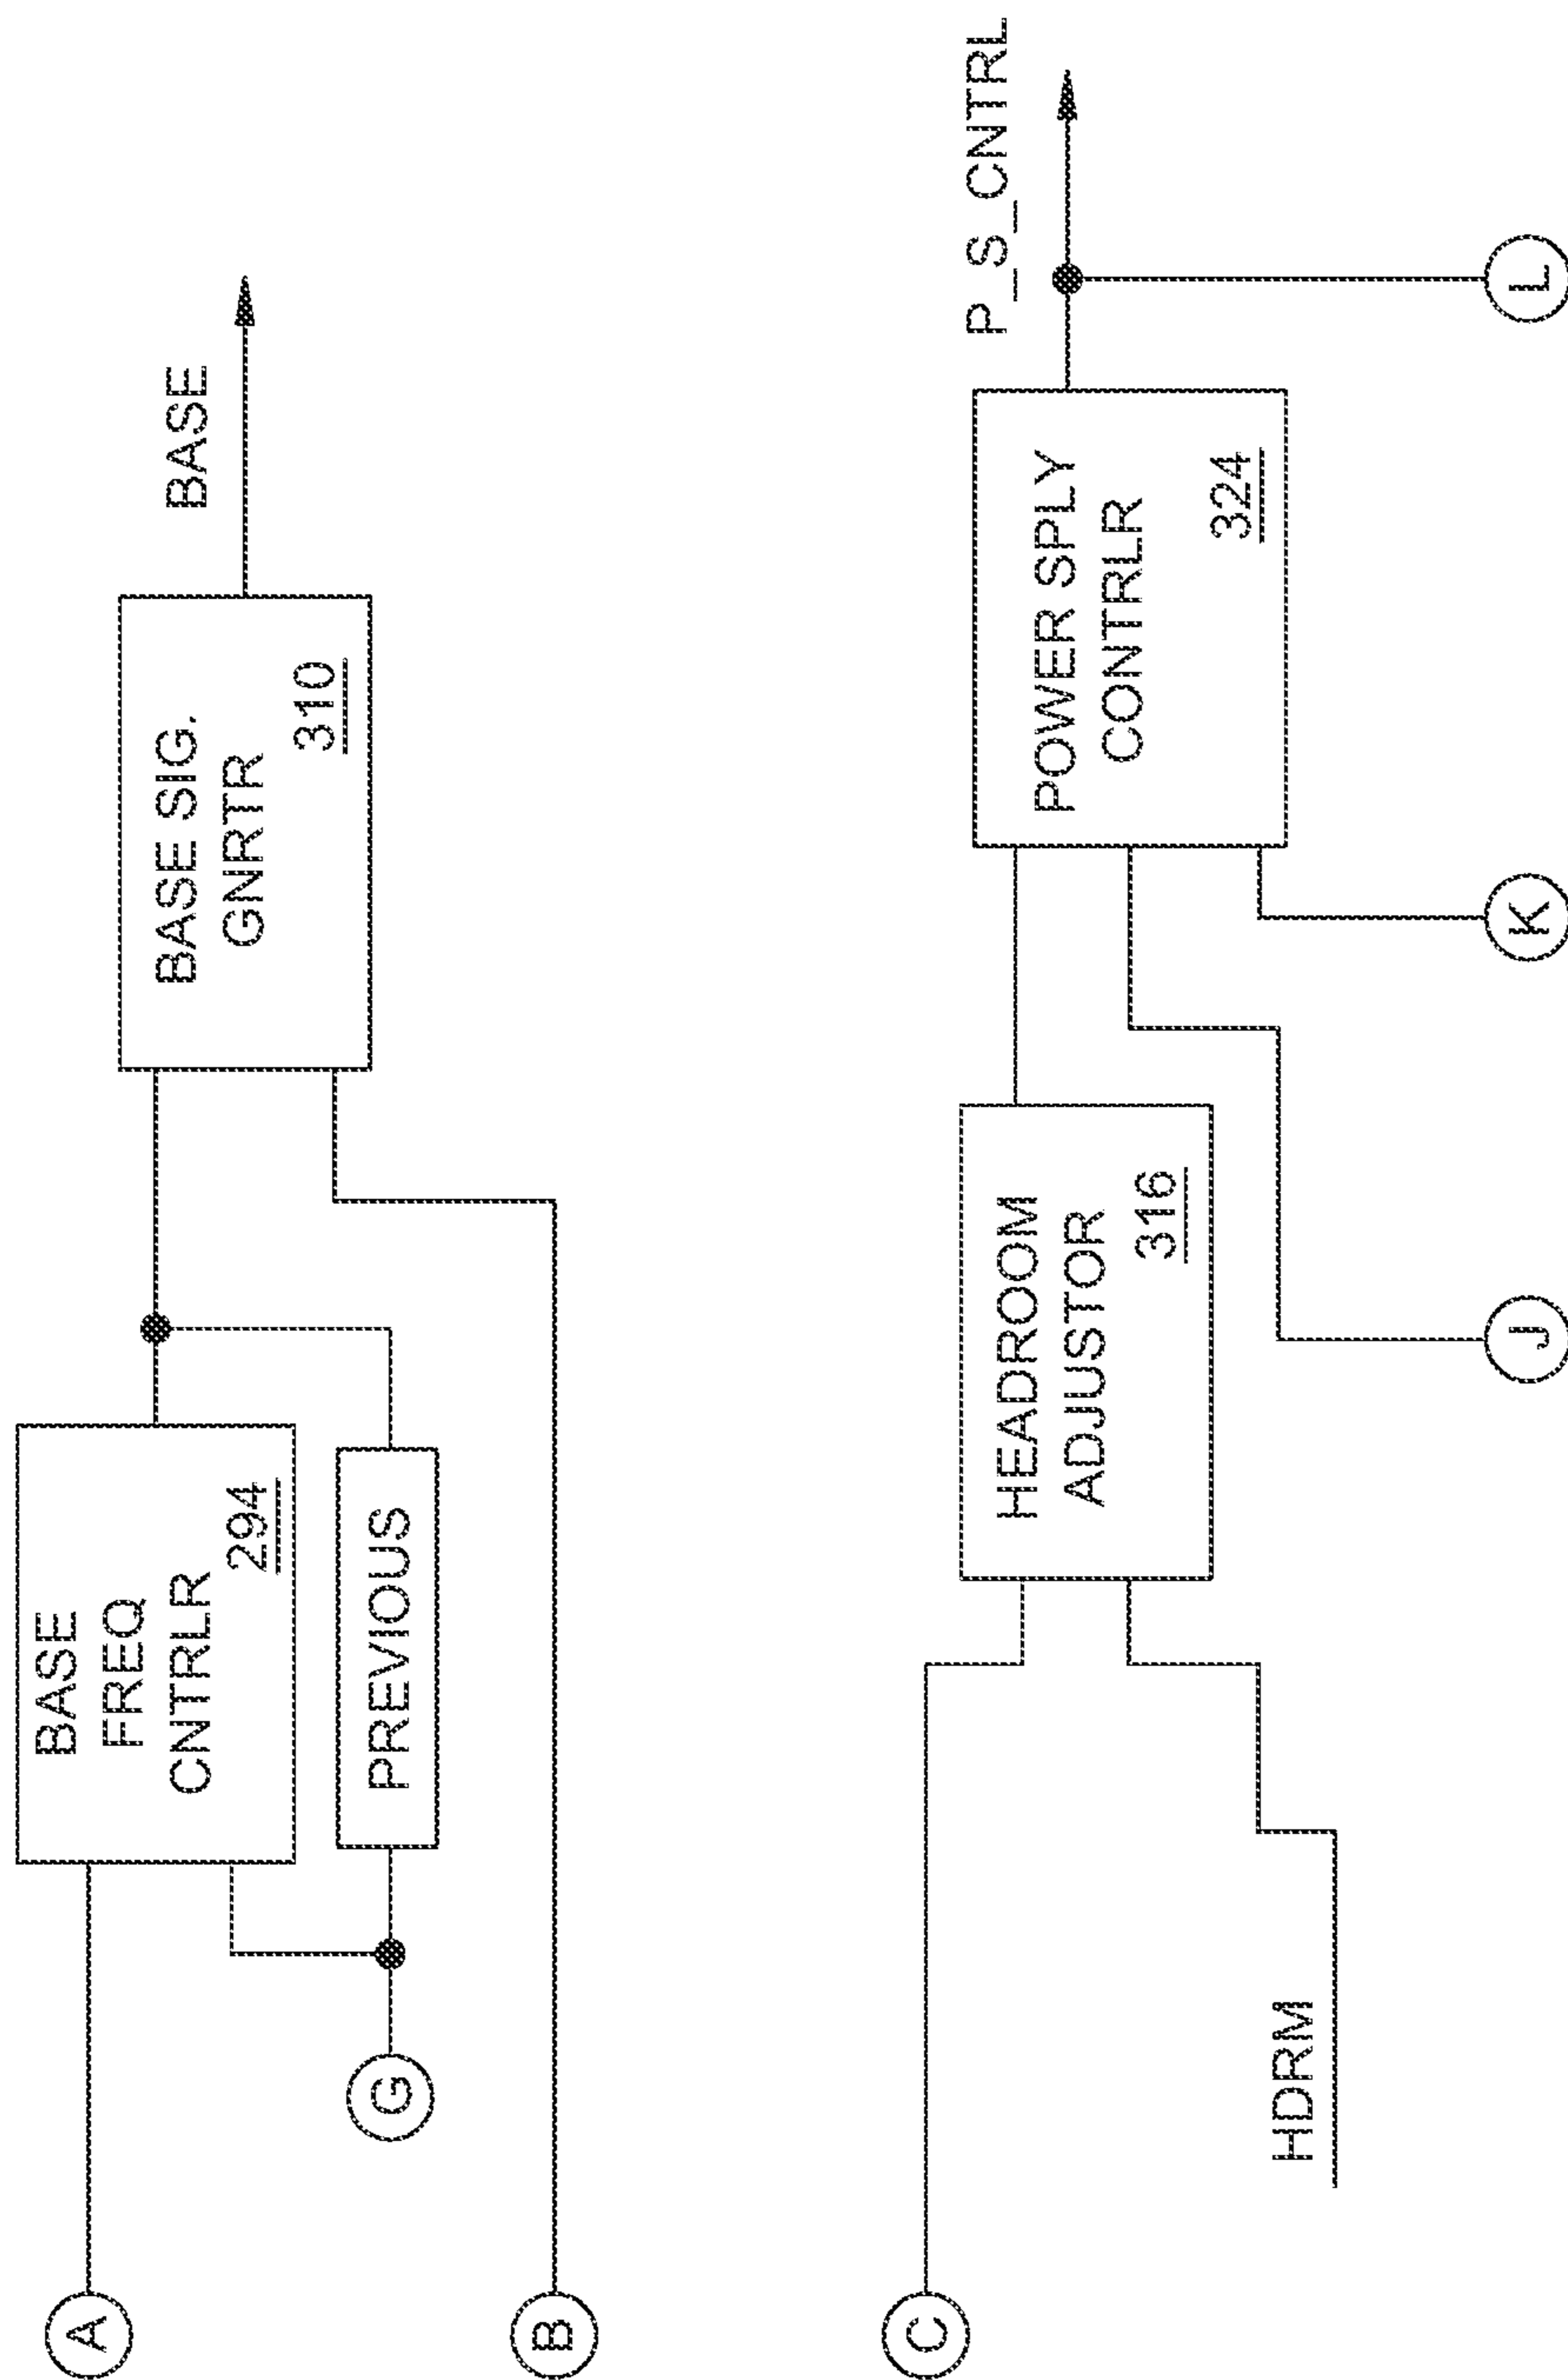 A
BASE
FREQ
CNTRLR
294
PREVIOUS
G
BASE SIG.
GNRTR
310
BASE
B
C
HEADROOM
ADJUSTOR
316
HDRM
POWER SPLY
CONTRLR
324
P_S_CNTRL
J
K
L